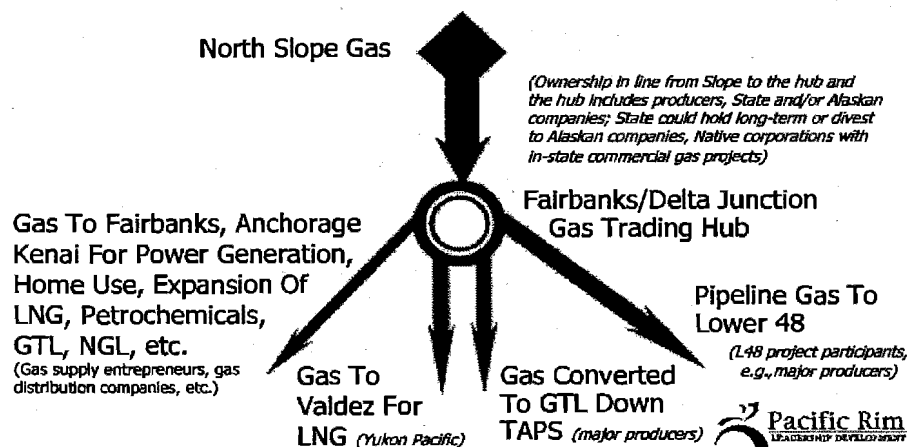 North Slope Gas
(Ownership in line from Slope to the hub and
the hub includes producers, State and/or Alaskan
companies; State could hold long-term or divest
to Alaskan companies, Native corporations with
in-state commercial gas projects)
Fairbanks/Delta Junction
Gas Trading Hub
Gas To Fairbanks, Anchorage
Kenai For Power Generation,
Home Use, Expansion Of
LNG, Petrochemicals,
GTL, NGL, etc.
(Gas supply entrepreneurs, gas
distribution companies, etc.)
Gas To
Valdez For
LNG (Yukon Pacific)
Gas Converted
To GTL Down
TAPS (major producers)
Pipeline Gas To
Lower 48
(L48 project participants,
e.g., major producers)
Pacific Rim
LEADERSHIP DEVELOPMENT